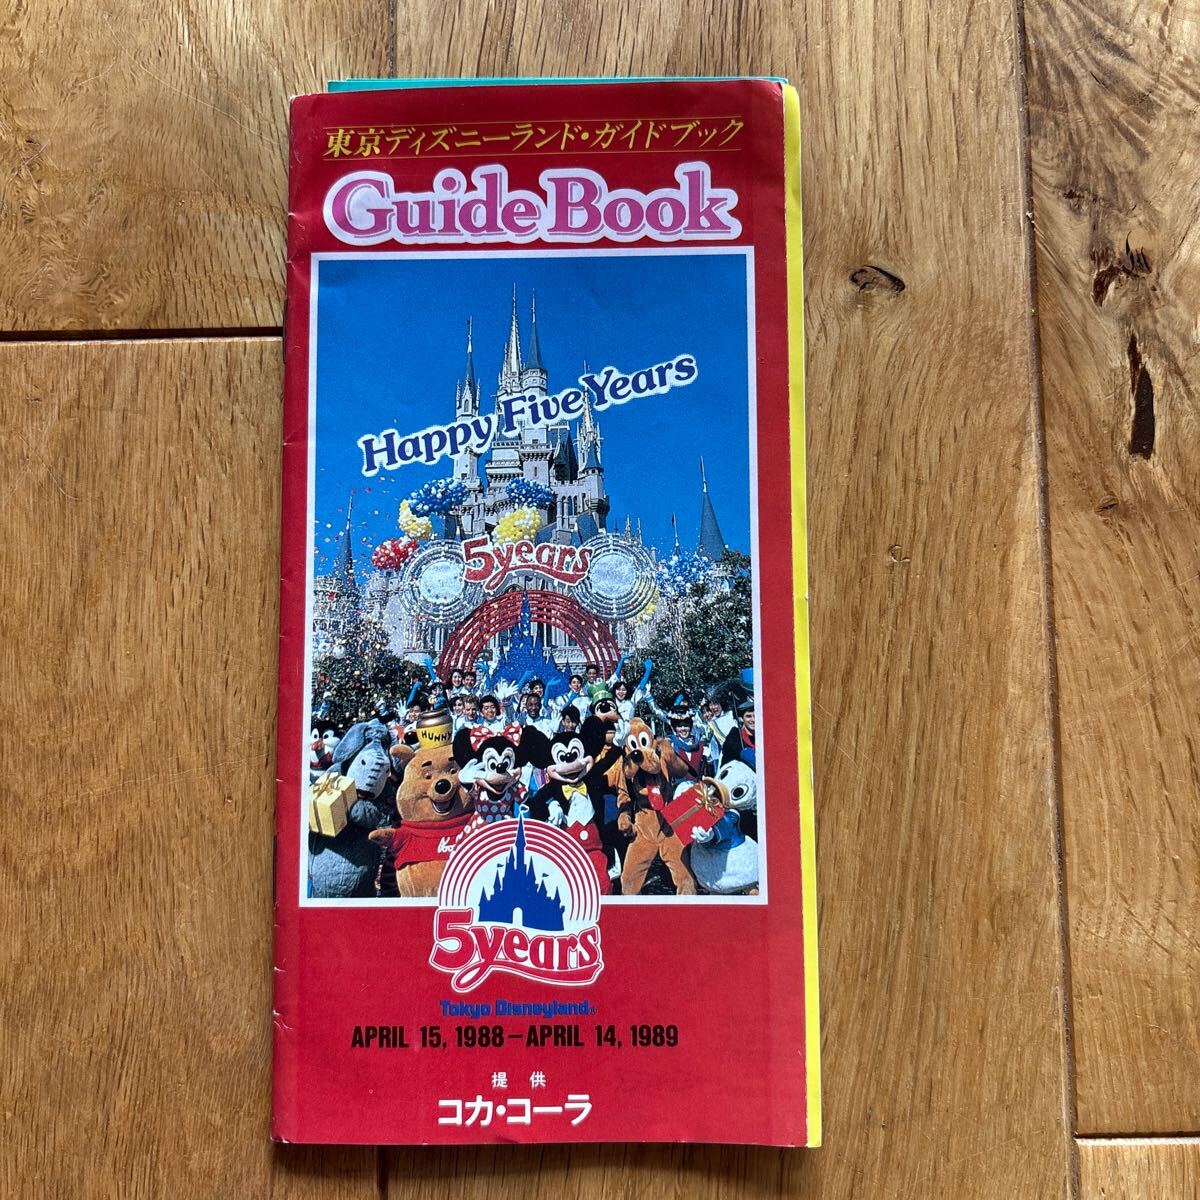 東京ディズニーランド・ガイドブック
Guide Book
Happy Five Years
5years
HUNNY
5years
Tokyo Disneyland®
APRIL 15, 1988－APRIL 14, 1989
提供
コカ・コーラ